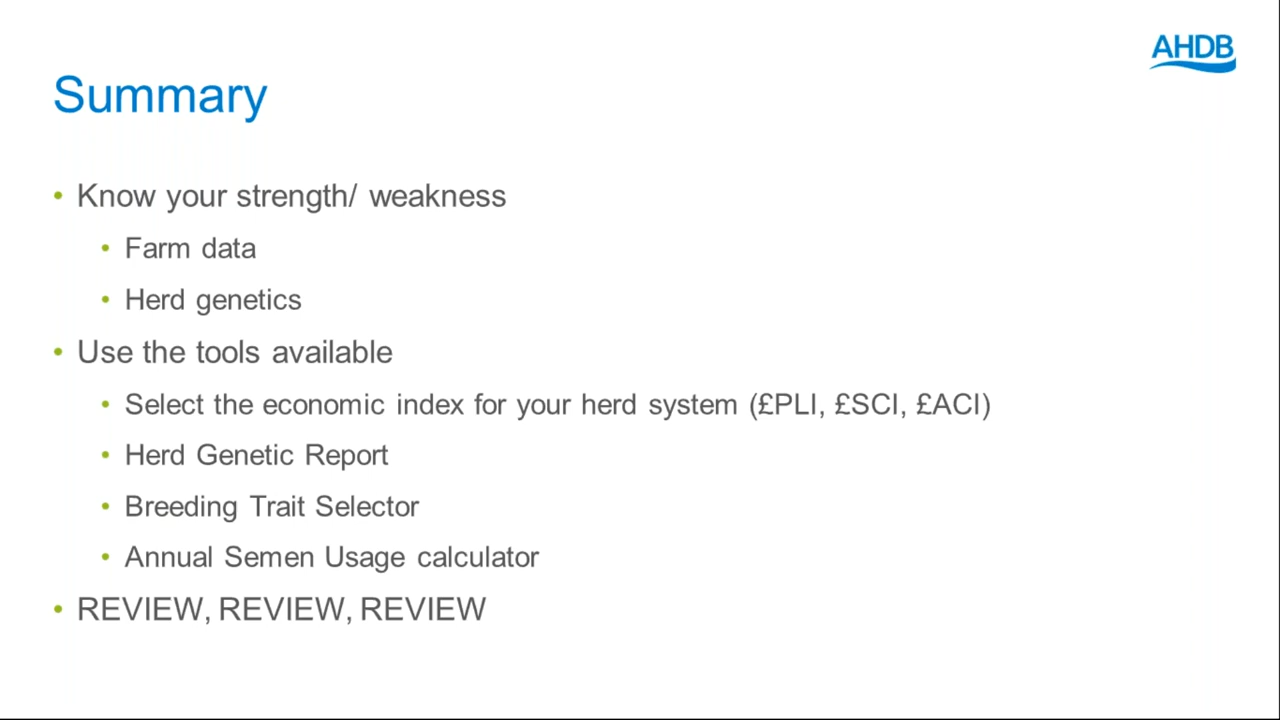 AHDB
Summary
• Know your strength/ weakness
• Farm data
• Herd genetics
• Use the tools available
• Select the economic index for your herd system (£PLI, £SCI, £ACI)
• Herd Genetic Report
• Breeding Trait Selector
• Annual Semen Usage calculator
• REVIEW, REVIEW, REVIEW